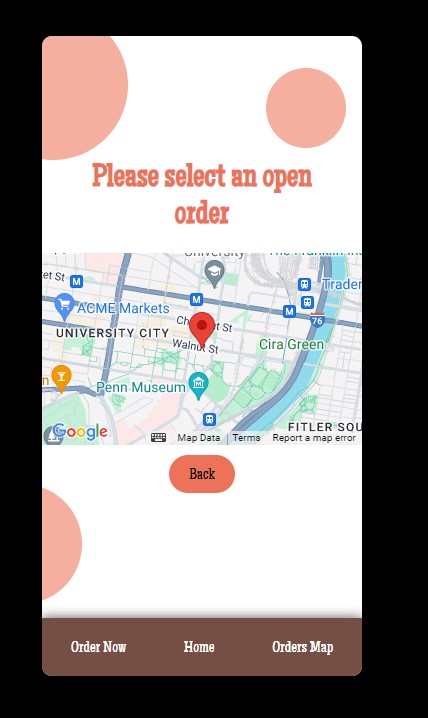 Please select an open
order
University
The Franklin In
et St
Trader
M
ACME Markets
M
M
76
Chestnut St
UNIVERSITY CITY
Walnut St
Cira Green
n
Penn Museum
FITLER SOU
Google
Map Data
Terms
Report a map error
Back
Order Now
Home
Orders Map